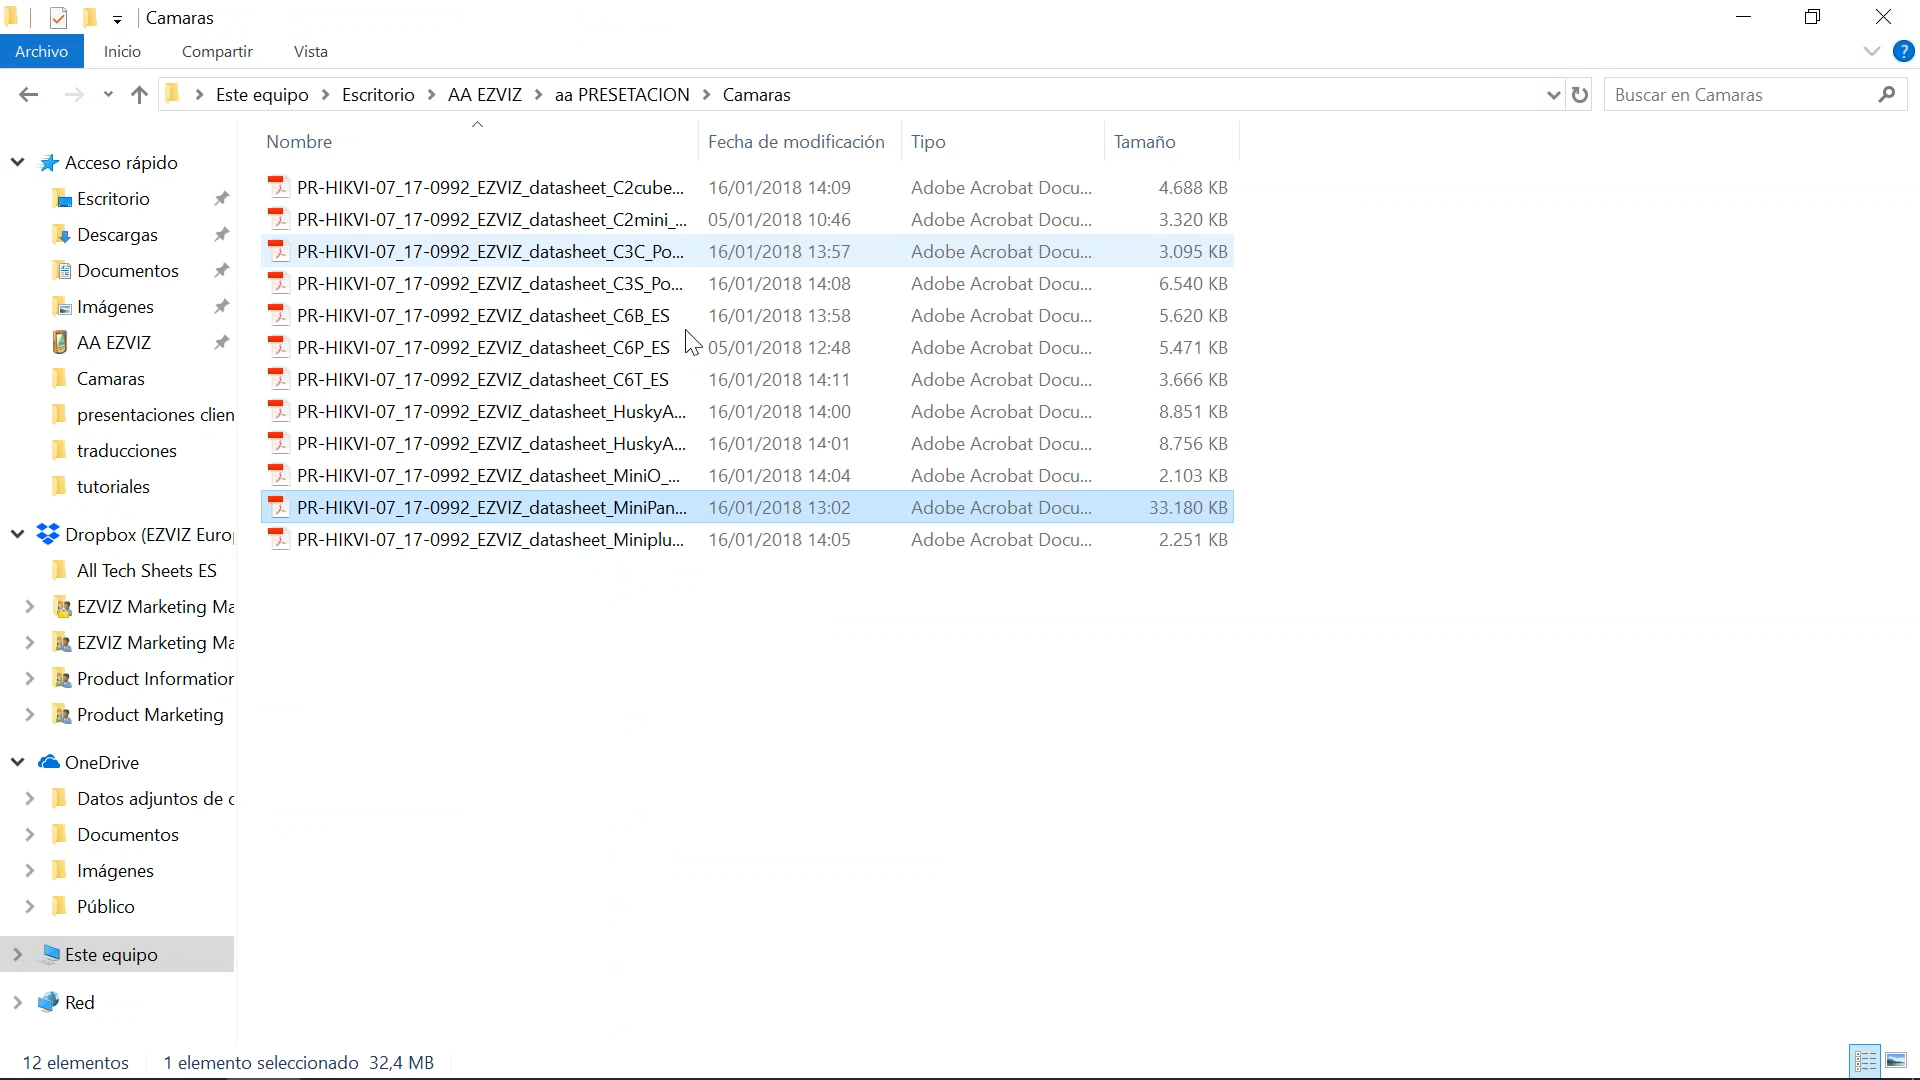 Camaras
Archivo Inicio Compartir Vista
Este equipo > Escritorio > AA EZVIZ > aa PRESETACION > Camaras
Buscar en Camaras
Nombre Fecha de modificación Tipo Tamaño
PR-HIKVI-07_17-0992_EZVIZ_datasheet_C2cube... 16/01/2018 14:09 Adobe Acrobat Docu... 4.688 KB
PR-HIKVI-07_17-0992_EZVIZ_datasheet_C2mini_... 05/01/2018 10:46 Adobe Acrobat Docu... 3.320 KB
PR-HIKVI-07_17-0992_EZVIZ_datasheet_C3C_Po... 16/01/2018 13:57 Adobe Acrobat Docu... 3.095 KB
PR-HIKVI-07_17-0992_EZVIZ_datasheet_C3S_Po... 16/01/2018 14:08 Adobe Acrobat Docu... 6.540 KB
PR-HIKVI-07_17-0992_EZVIZ_datasheet_C6B_ES 16/01/2018 13:58 Adobe Acrobat Docu... 5.620 KB
PR-HIKVI-07_17-0992_EZVIZ_datasheet_C6P_ES 05/01/2018 12:48 Adobe Acrobat Docu... 5.471 KB
PR-HIKVI-07_17-0992_EZVIZ_datasheet_C6T_ES 16/01/2018 14:11 Adobe Acrobat Docu... 3.666 KB
PR-HIKVI-07_17-0992_EZVIZ_datasheet_HuskyA... 16/01/2018 14:00 Adobe Acrobat Docu... 8.851 KB
PR-HIKVI-07_17-0992_EZVIZ_datasheet_HuskyA... 16/01/2018 14:01 Adobe Acrobat Docu... 8.756 KB
PR-HIKVI-07_17-0992_EZVIZ_datasheet_MiniO_... 16/01/2018 14:04 Adobe Acrobat Docu... 2.103 KB
PR-HIKVI-07_17-0992_EZVIZ_datasheet_MiniPan... 16/01/2018 13:02 Adobe Acrobat Docu... 33.180 KB
PR-HIKVI-07_17-0992_EZVIZ_datasheet_Miniplu... 16/01/2018 14:05 Adobe Acrobat Docu... 2.251 KB
Acceso rápido
Escritorio
Descargas
Documentos
Imágenes
AA EZVIZ
Camaras
presentaciones clien
traducciones
tutoriales
Dropbox (EZVIZ Euro
All Tech Sheets ES
EZVIZ Marketing Ma
EZVIZ Marketing Ma
Product Information
Product Marketing
OneDrive
Datos adjuntos de c
Documentos
Imágenes
Público
Este equipo
Red
12 elementos 1 elemento seleccionado 32,4 MB